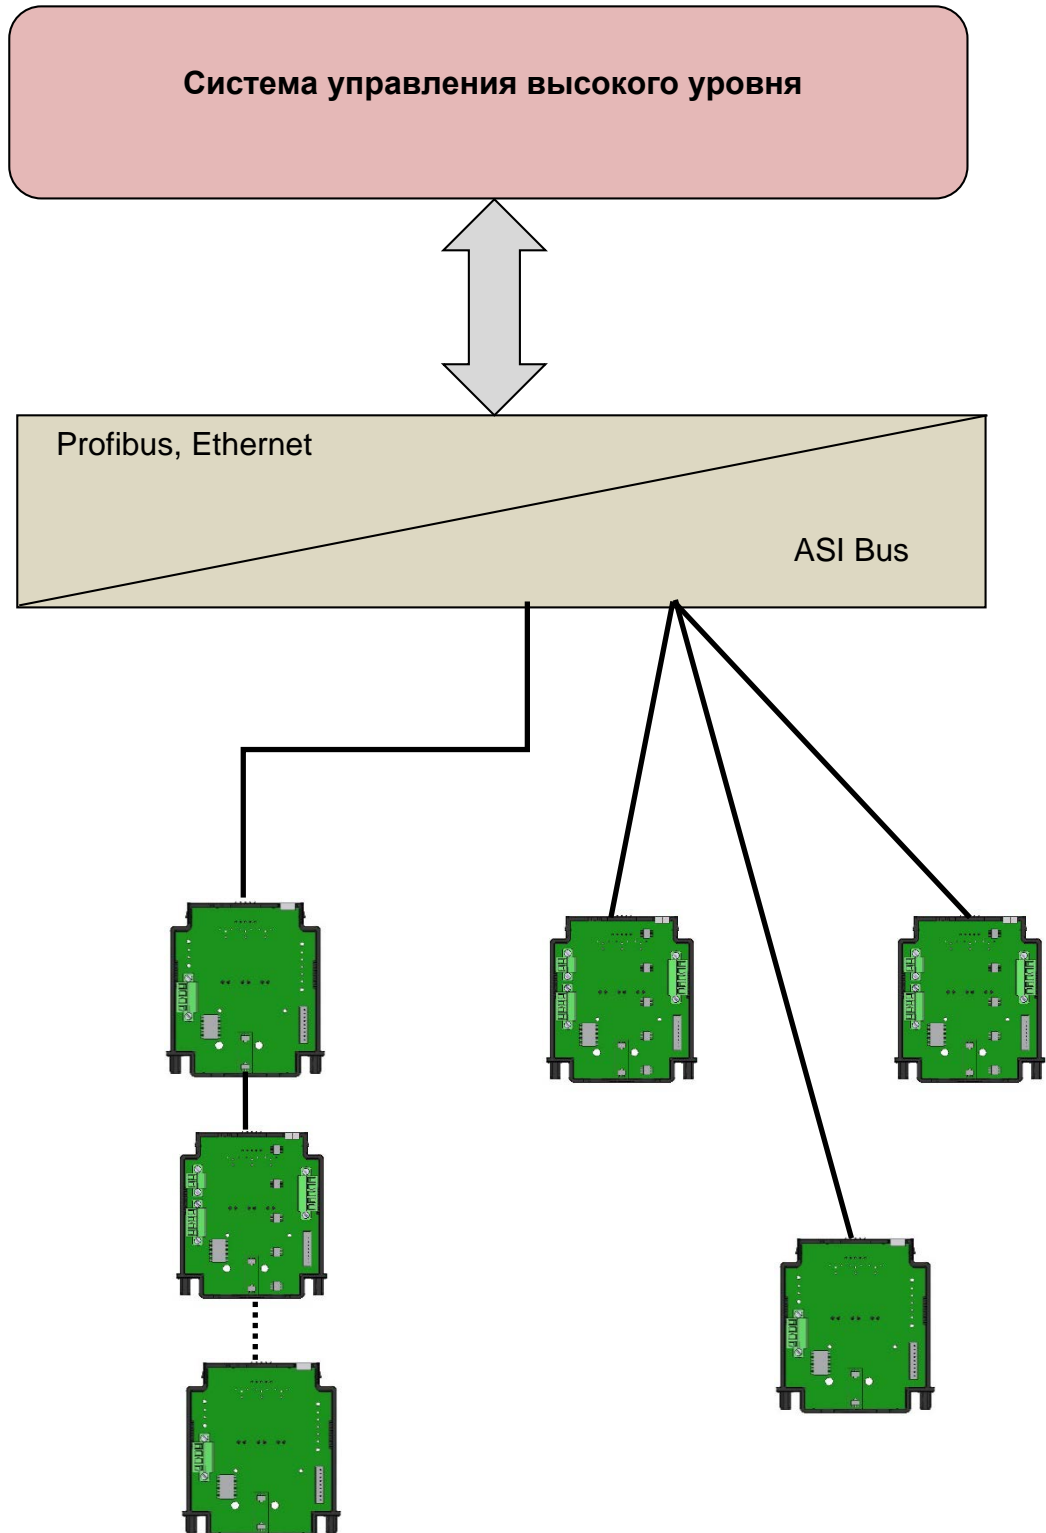 Система управления высокого уровня
Profibus, Ethernet
ASI Bus